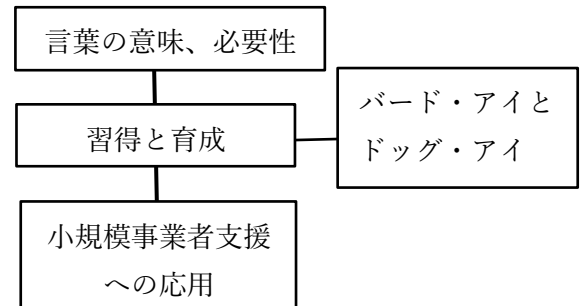 言葉の意味、必要性
習得と育成
バード・アイと
ドッグ・アイ
小規模事業者支援
への応用